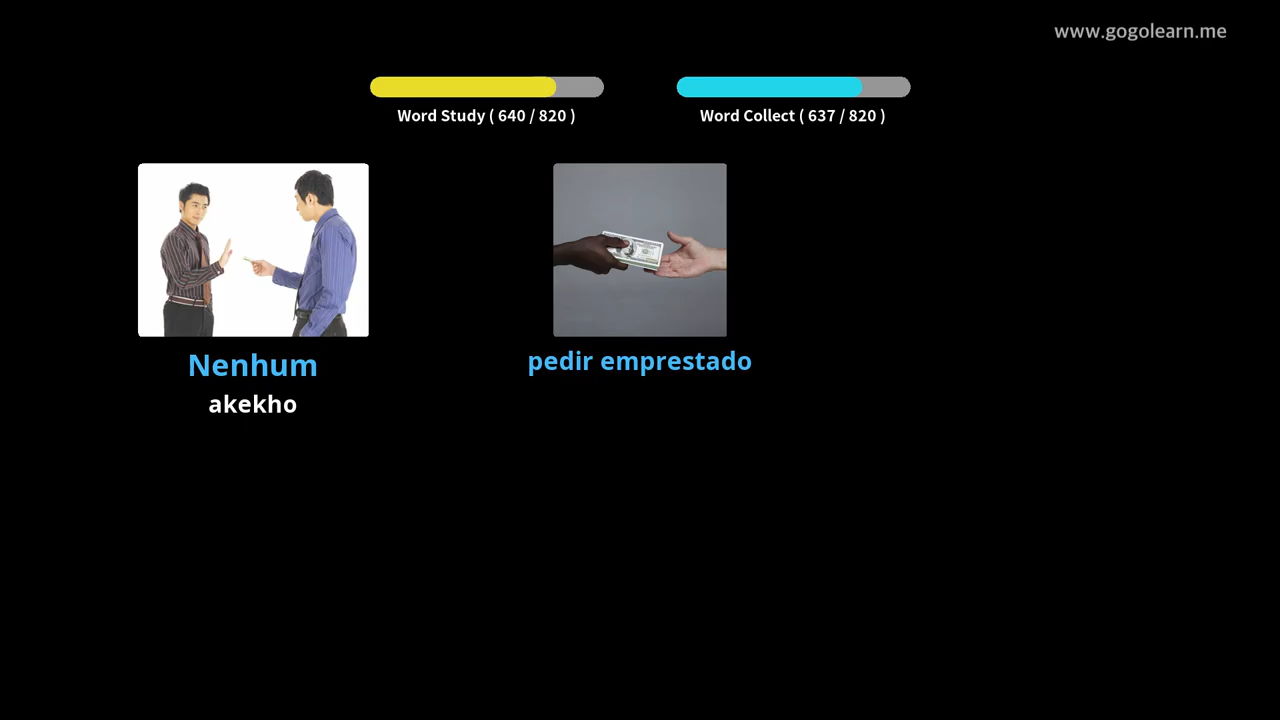 www.gogolearn.me
Word Study ( 640 / 820 )
Word Collect ( 637 / 820 )
Nenhum
akekho
pedir emprestado